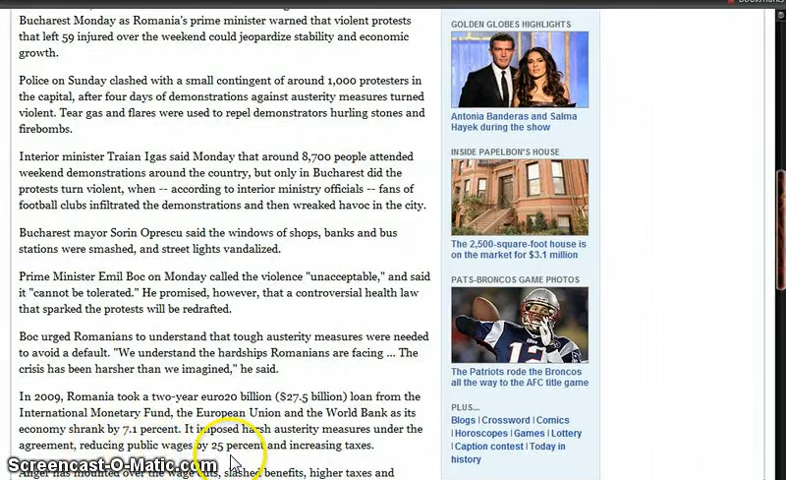 Bucharest Monday as Romania's prime minister warned that violent protests
that left 59 injured over the weekend could jeopardize stability and economic
growth.
Police on Sunday clashed with a small contingent of around 1,000 protesters in
the capital, after four days of demonstrations against austerity measures turned
violent. Tear gas and flares were used to repel demonstrators hurling stones and
firebombs.
Interior minister Traian Igas said Monday that around 8,700 people attended
weekend demonstrations around the country, but only in Bucharest did the
protests turn violent, when -- according to interior ministry officials -- fans of
football clubs infiltrated the demonstrations and then wreaked havoc in the city.
Bucharest mayor Sorin Oprescu said the windows of shops, banks and bus
stations were smashed, and street lights vandalized.
Prime Minister Emil Boc on Monday called the violence "unacceptable," and said
it "cannot be tolerated." He promised, however, that a controversial health law
that sparked the protests will be redrafted.
Boc urged Romanians to understand that tough austerity measures were needed
to avoid a default. "We understand the hardships Romanians are facing ... The
crisis has been harsher than we imagined," he said.
In 2009, Romania took a two-year euro20 billion ($27.5 billion) loan from the
International Monetary Fund, the European Union and the World Bank as its
economy shrank by 7.1 percent. It imposed harsh austerity measures under the
agreement, reducing public wages by 25 percent and increasing taxes.
Anger has mounted over the wage cuts, slashed benefits, higher taxes and
Screencast-O-Matic.com
GOLDEN GLOBES HIGHLIGHTS
Antonia Banderas and Salma
Hayek during the show
INSIDE PAPELBON'S HOUSE
The 2,500-square-foot house is
on the market for $3.1 million
PATS-BRONCOS GAME PHOTOS
12
The Patriots rode the Broncos
all the way to the AFC title game
PLUS...
Blogs | Crossword | Comics
| Horoscopes | Games | Lottery
| Caption contest | Today in
history